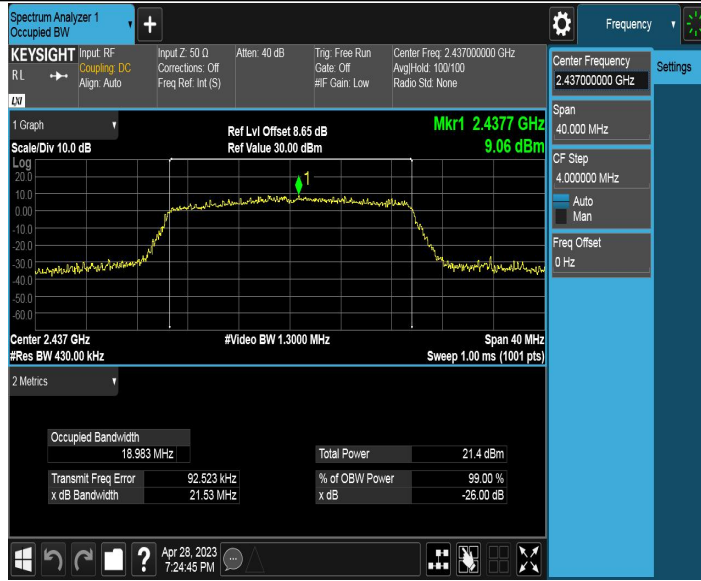 Spectrum Analyzer 1
Occupied BW
+
Frequency
KEYSIGHT
Input: RF
Coupling: DC
Align: Auto
R L
LXI
Input Z: 50 Ω
Corrections: Off
Freq Ref: Int (S)
Atten: 40 dB
Trig: Free Run
Gate: Off
#IF Gain: Low
Center Freq: 2.437000000 GHz
Avg|Hold: 100/100
Radio Std: None
Center Frequency
2.437000000 GHz
Settings
Span
40.000 MHz
CF Step
4.000000 MHz
Auto
Man
Freq Offset
0 Hz
1 Graph
Scale/Div 10.0 dB
Ref Lvl Offset 8.65 dB
Ref Value 30.00 dBm
Mkr1 2.4377 GHz
9.06 dBm
Log
20.0
10.0
0.00
-10.0
-20.0
-30.0
-40.0
-50.0
-60.0
1
Center 2.437 GHz
#Res BW 430.00 kHz
#Video BW 1.3000 MHz
Span 40 MHz
Sweep 1.00 ms (1001 pts)
2 Metrics
Occupied Bandwidth
18.983 MHz
Total Power 21.4 dBm
Transmit Freq Error 92.523 kHz
% of OBW Power 99.00 %
x dB Bandwidth 21.53 MHz
x dB -26.00 dB
?
Apr 28, 2023
7:24:45 PM